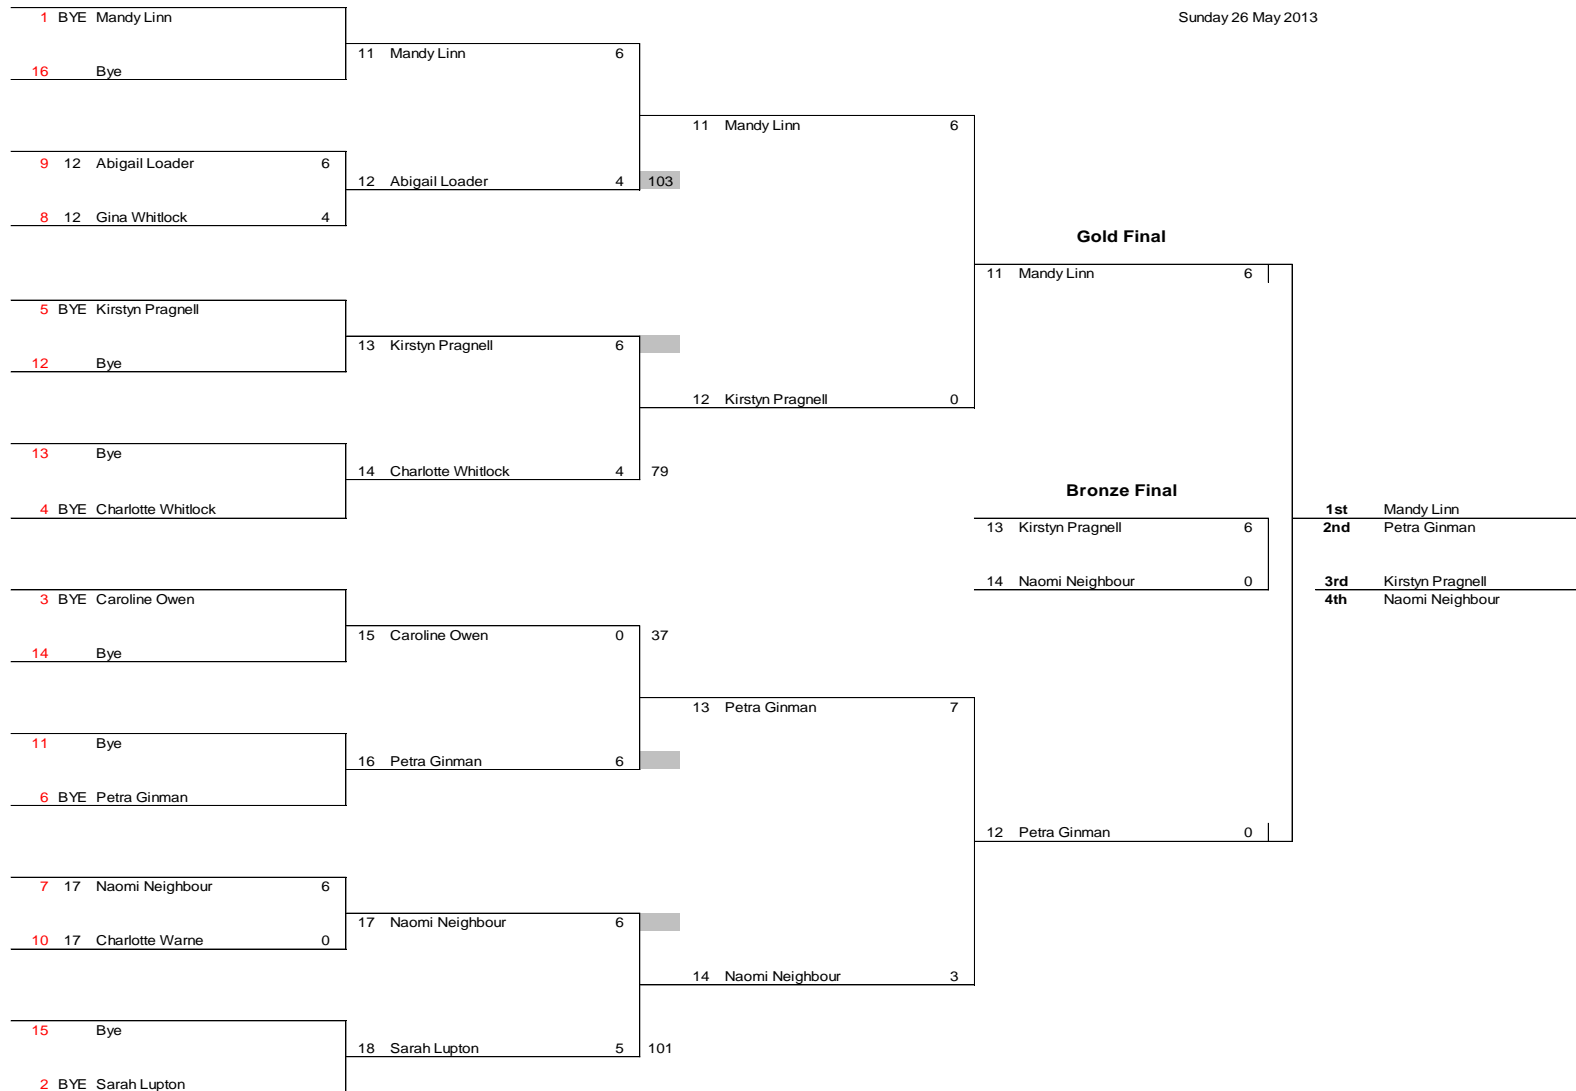 1 BYE Mandy Linn
Sunday 26 May 2013
11 Mandy Linn 6
16 Bye
11 Mandy Linn 6
9 12 Abigail Loader 6
12 Abigail Loader 4 103
8 12 Gina Whitlock 4
Gold Final
11 Mandy Linn 6
5 BYE Kirstyn Pragnell
13 Kirstyn Pragnell 6
12 Bye
12 Kirstyn Pragnell 0
13 Bye
14 Charlotte Whitlock 4 79
Bronze Final
4 BYE Charlotte Whitlock
1st Mandy Linn
13 Kirstyn Pragnell 6
2nd Petra Ginman
14 Naomi Neighbour 0
3rd Kirstyn Pragnell
3 BYE Caroline Owen
4th Naomi Neighbour
15 Caroline Owen 0 37
14 Bye
13 Petra Ginman 7
11 Bye
16 Petra Ginman 6
6 BYE Petra Ginman
12 Petra Ginman 0
7 17 Naomi Neighbour 6
17 Naomi Neighbour 6
10 17 Charlotte Warne 0
14 Naomi Neighbour 3
15 Bye
18 Sarah Lupton 5 101
2 BYE Sarah Lupton